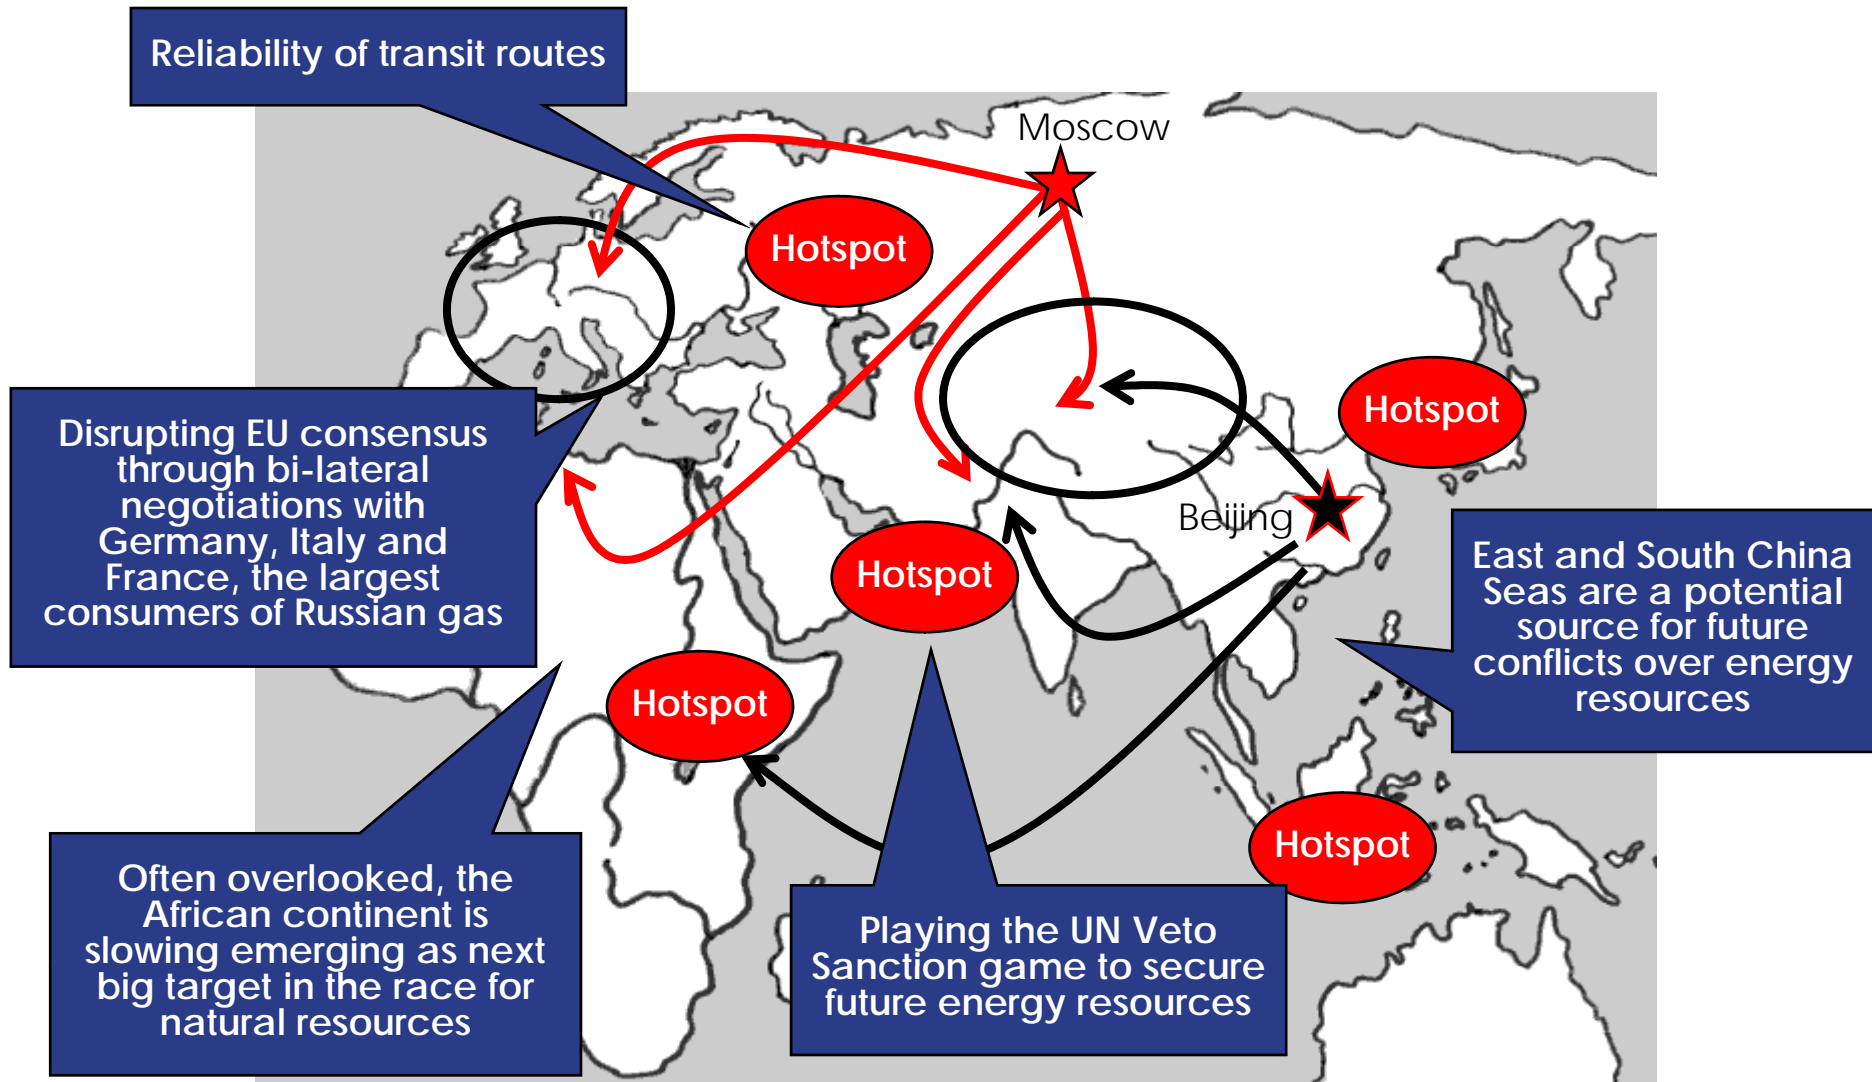 Reliability of transit routes
Moscow
Hotspot
Hotspot
Disrupting EU consensus
through bi-lateral
negotiations with
Germany, Italy and
France, the largest
consumers of Russian gas
Beijing
Hotspot
East and South China
Seas are a potential
source for future
conflicts over energy
resources
Hotspot
Hotspot
Often overlooked, the
African continent is
slowing emerging as next
big target in the race for
natural resources
Playing the UN Veto
Sanction game to secure
future energy resources